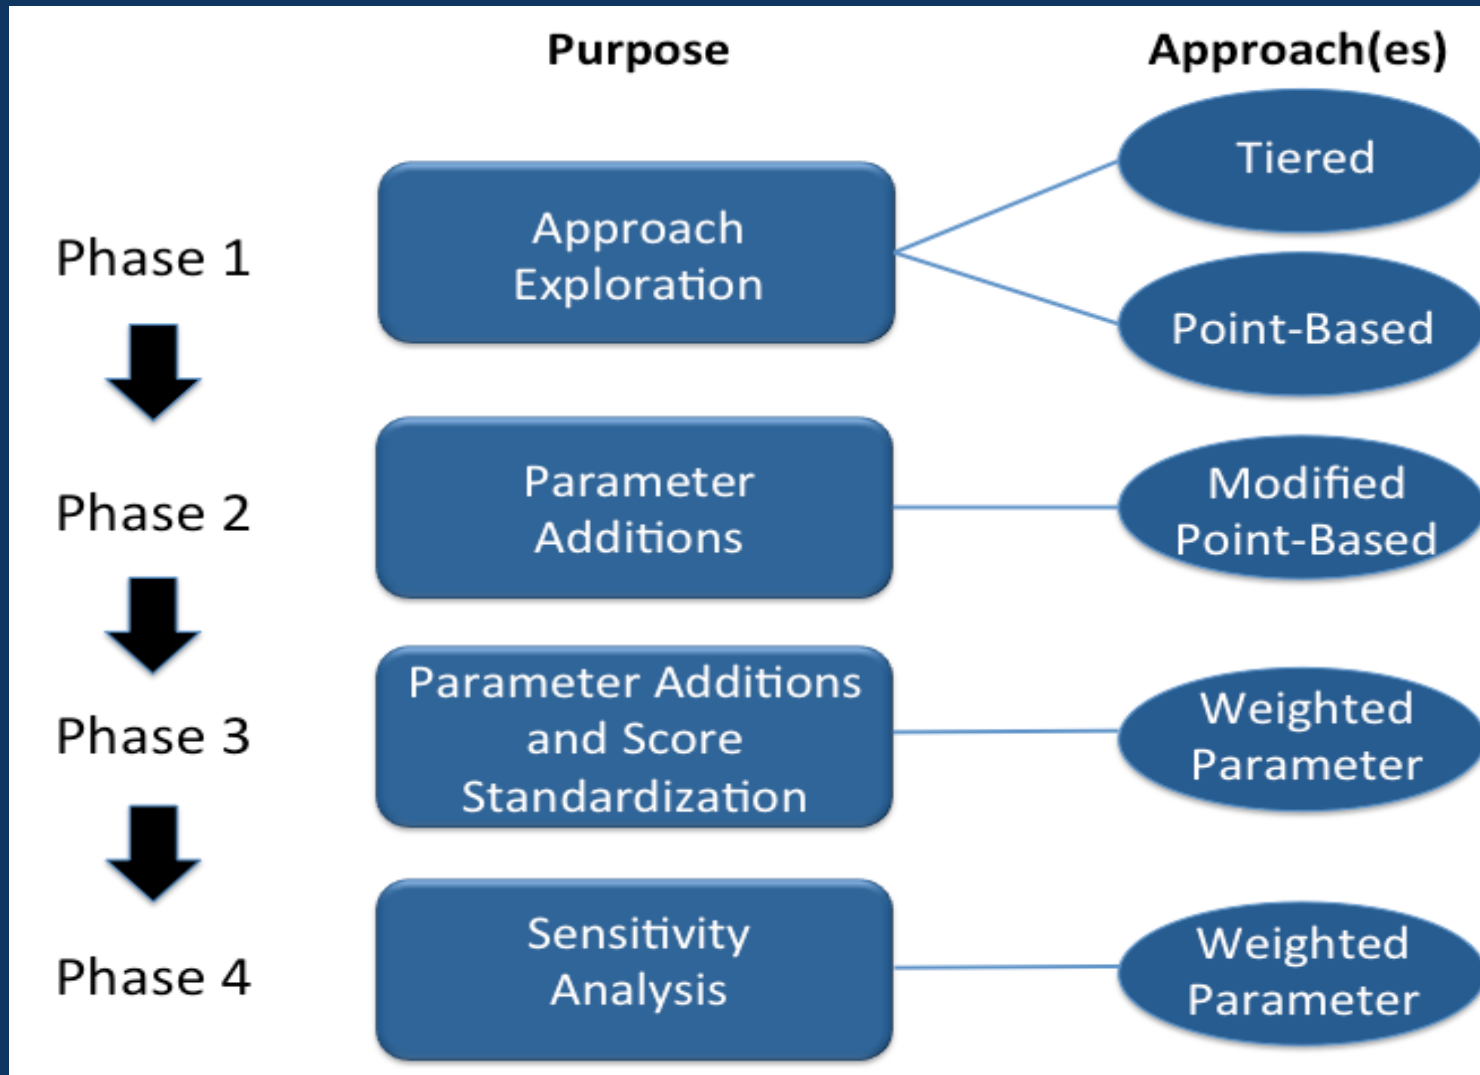 Purpose
Approach(es)
Phase 1
Approach
Exploration
Tiered
Point-Based
Phase 2
Parameter
Additions
Modified
Point-Based
Phase 3
Parameter Additions
and Score
Standardization
Weighted
Parameter
Phase 4
Sensitivity
Analysis
Weighted
Parameter